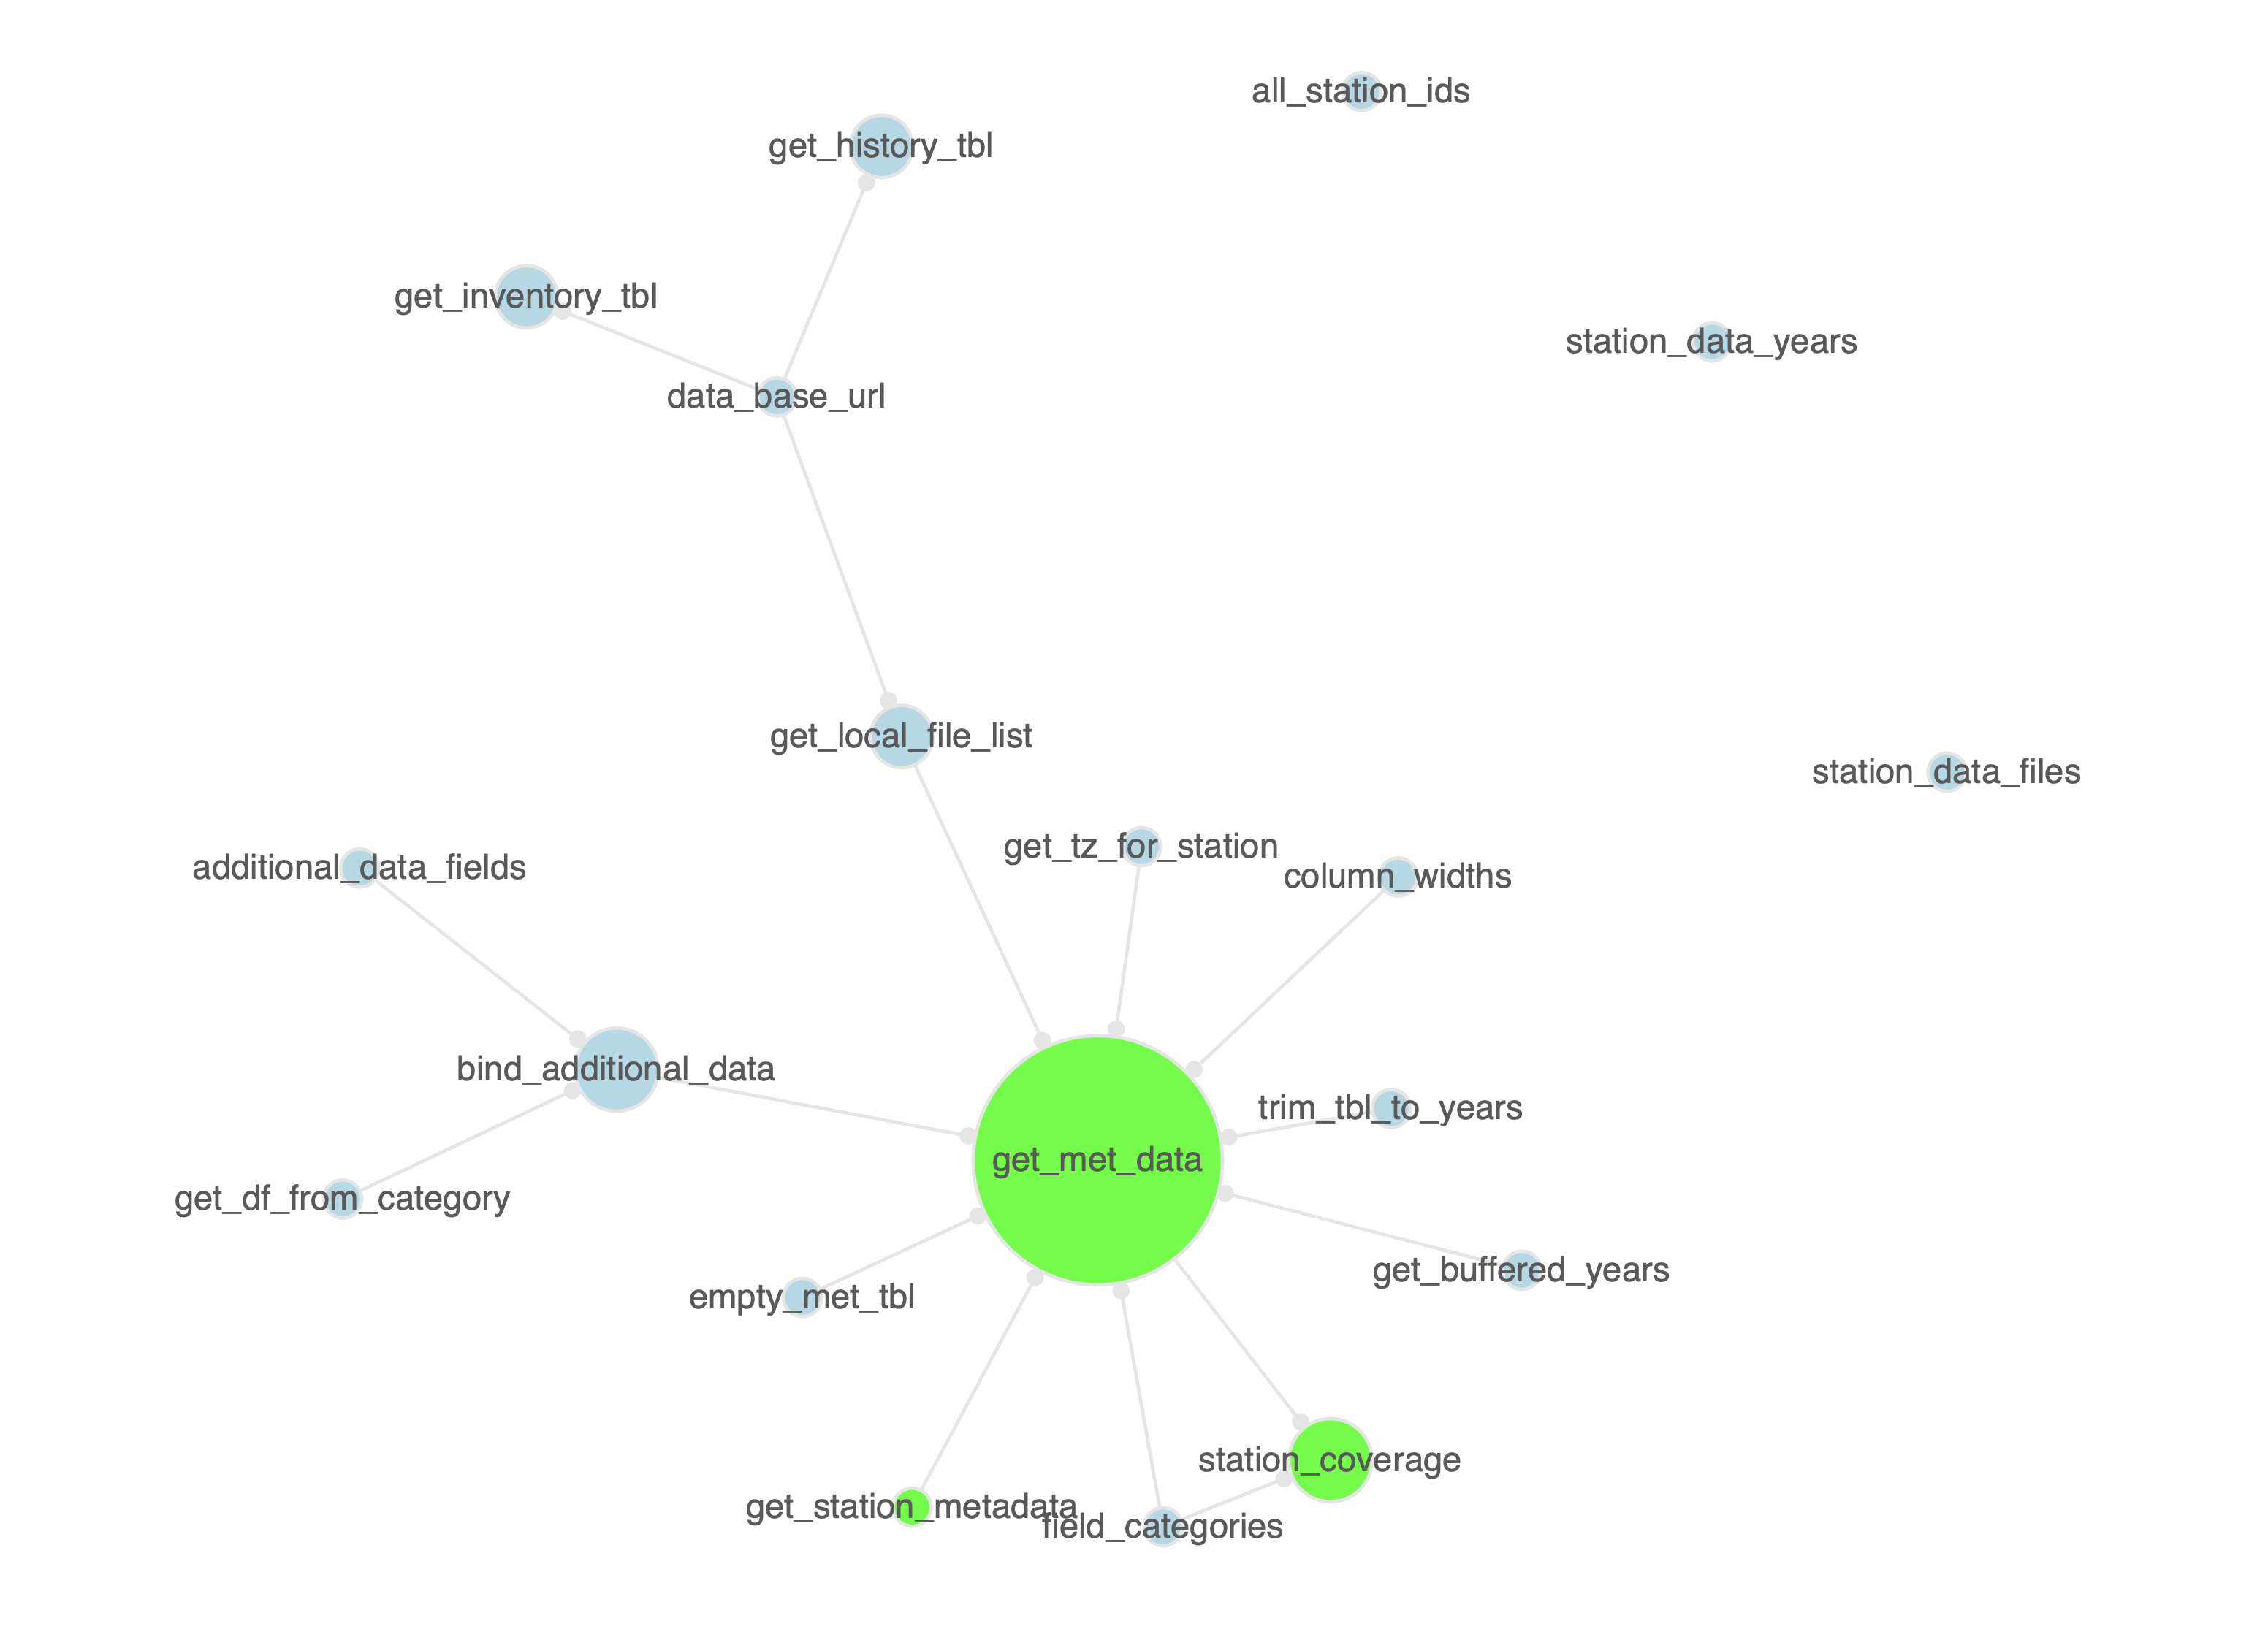 all_station_ids
get_history_tbl
get_inventory_tbl
station_data_years
data_base_url
get_local_file_list
station_data_files
get_tz_for_station
additional_data_fields
column_widths
bind_additional_data
trim_tbl_to_years
get_met_data
get_df_from_category
get_buffered_years
empty_met_tbl
station_coverage
get_station_metadata
field_categories